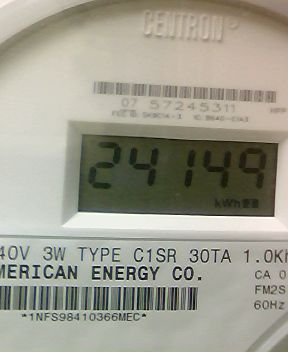 CENTRON®
07 57245311
24149
kWh
40V 3W TYPE C1SR 30TA 1.0K
MERICAN ENERGY CO.
CA 0
FM2S
60Hz
*1NFS98410366MEC*